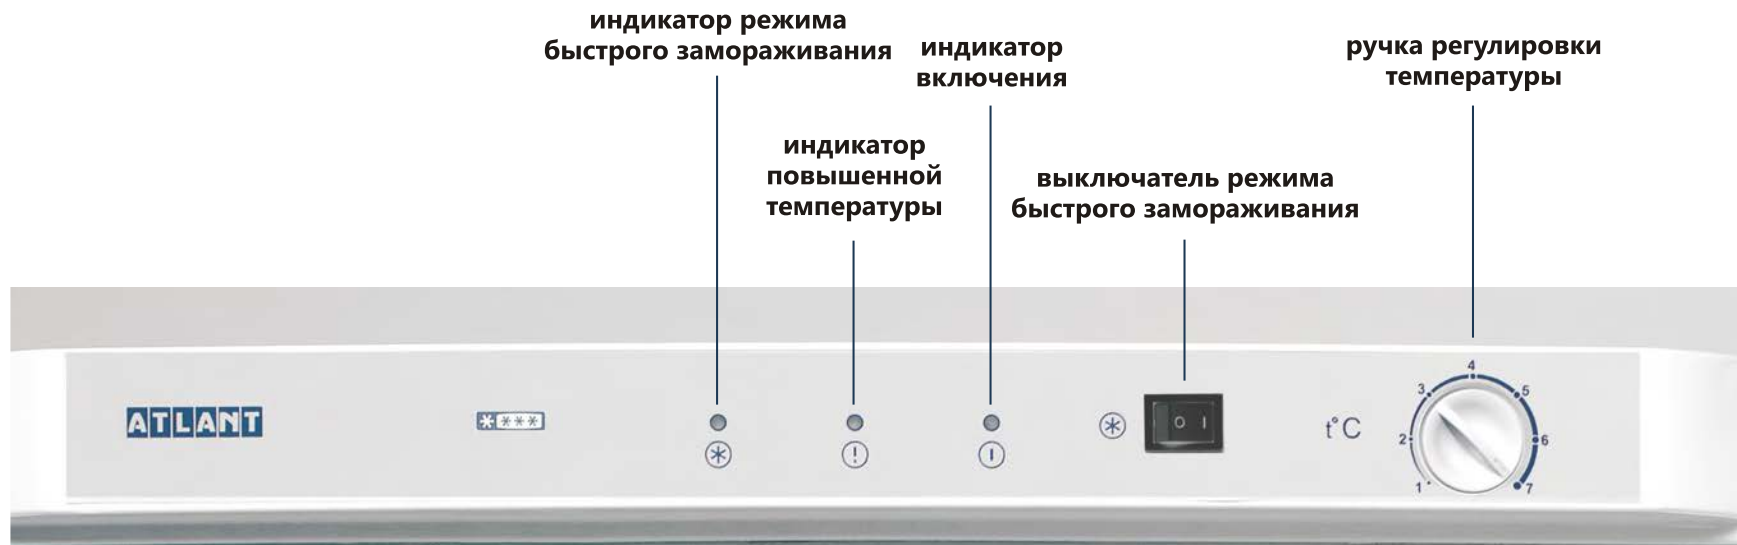 индикатор режима
быстрого замораживания
индикатор
включения
ручка регулировки
температуры
индикатор
повышенной
температуры
выключатель режима
быстрого замораживания
ATLANT
t°C
1
2
3
4
5
6
7